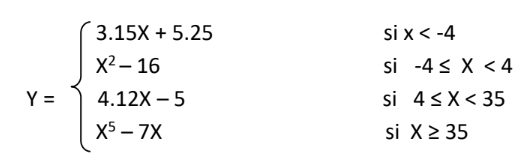 3.15X + 5.25 si x < -4
X² – 16 si -4 ≤ X < 4
Y =
4.12X – 5 si 4 ≤ X < 35
X⁵ – 7X si X ≥ 35